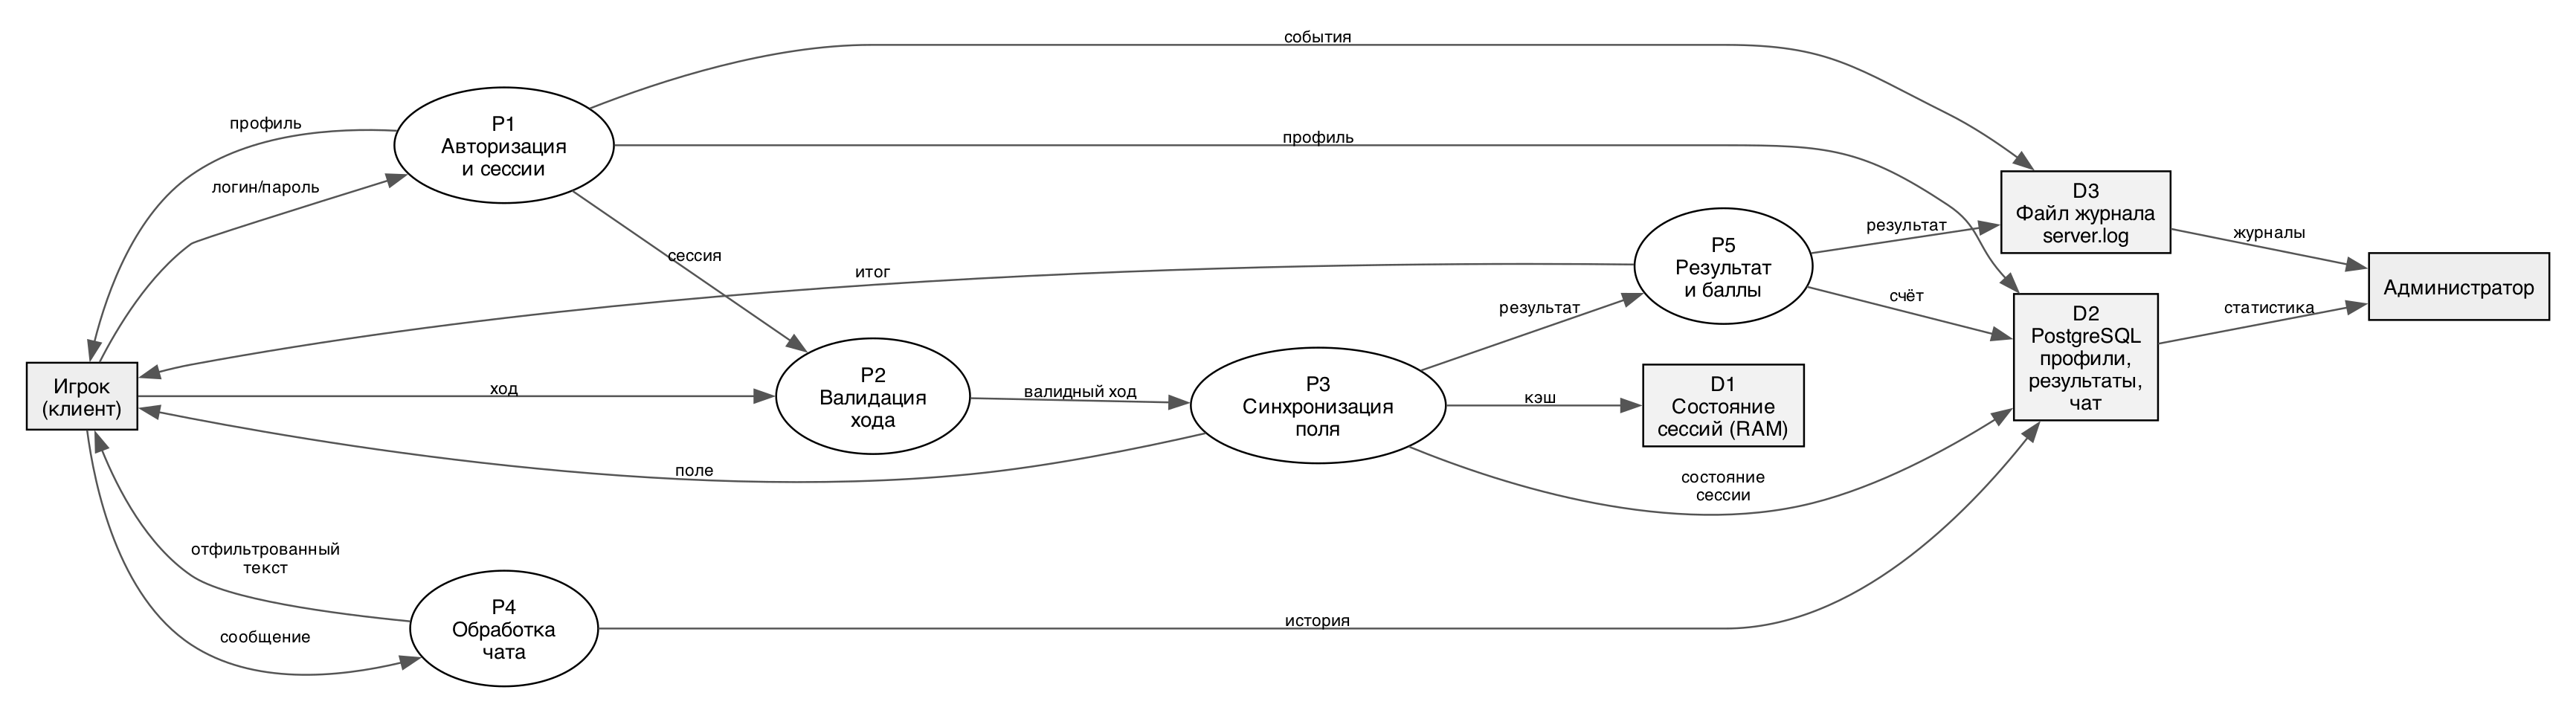 события
профиль
P1
Авторизация
и сессии
профиль
логин/пароль
сессия
D3
Файл журнала
server.log
результат
журналы
P5
Результат
и баллы
итог
Администратор
результат
счёт
статистика
D2
PostgreSQL
профили,
результаты,
чат
Игрок
(клиент)
ход
P2
Валидация
хода
валидный ход
P3
Синхронизация
поля
кэш
D1
Состояние
сессий (RAM)
поле
состояние
сессии
отфильтрованный
текст
сообщение
P4
Обработка
чата
история